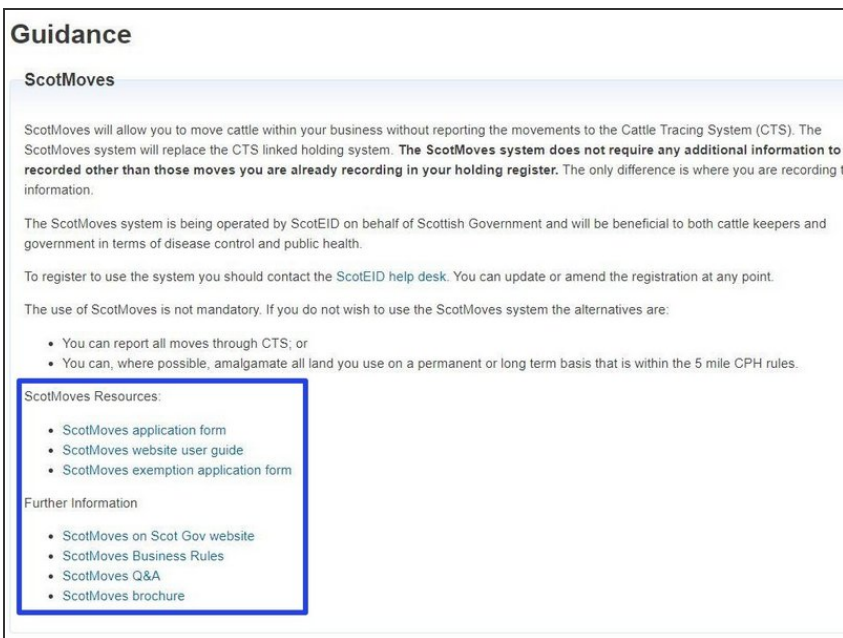 Guidance
ScotMoves
ScotMoves will allow you to move cattle within your business without reporting the movements to the Cattle Tracing System (CTS). The
ScotMoves system will replace the CTS linked holding system. The ScotMoves system does not require any additional information to
recorded other than those moves you are already recording in your holding register. The only difference is where you are recording
information.
The ScotMoves system is being operated by ScotEID on behalf of Scottish Government and will be beneficial to both cattle keepers and
government in terms of disease control and public health.
To register to use the system you should contact the ScotEID help desk. You can update or amend the registration at any point.
The use of ScotMoves is not mandatory. If you do not wish to use the ScotMoves system the alternatives are:
• You can report all moves through CTS; or
• You can, where possible, amalgamate all land you use on a permanent or long term basis that is within the 5 mile CPH rules.
ScotMoves Resources:
• ScotMoves application form
• ScotMoves website user guide
• ScotMoves exemption application form
Further Information
• ScotMoves on Scot Gov website
• ScotMoves Business Rules
• ScotMoves Q&A
• ScotMoves brochure